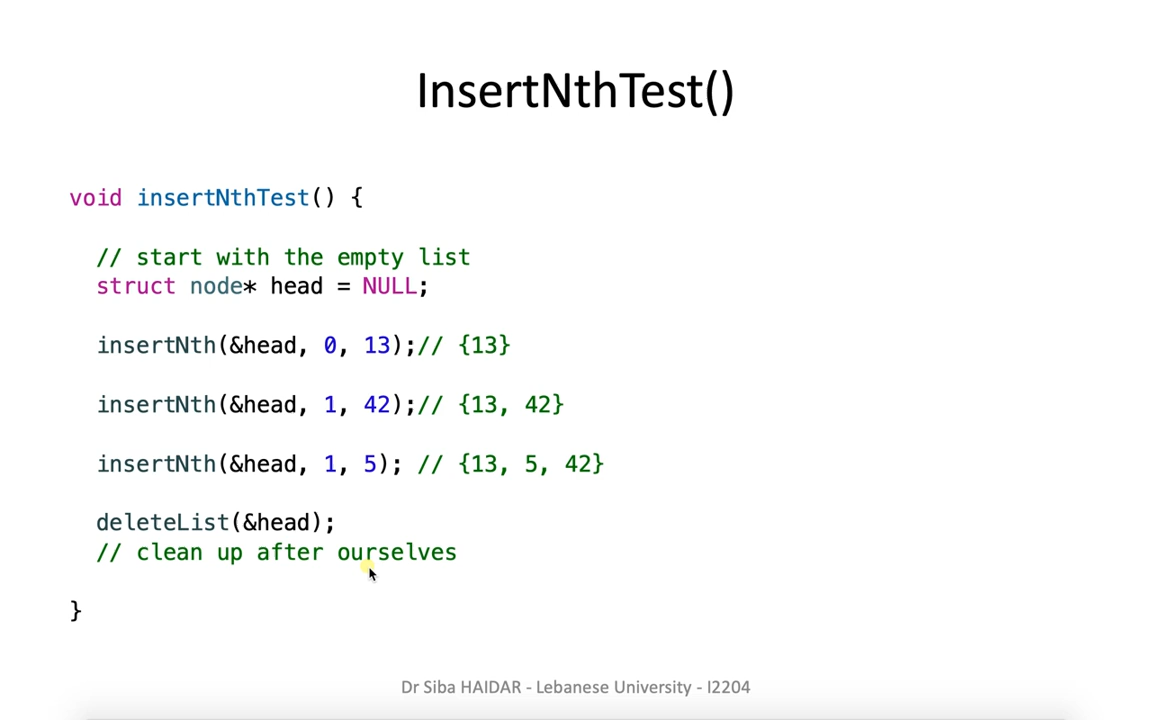 InsertNthTest()
void insertNthTest() {
// start with the empty list
struct node* head = NULL;
insertNth(&head, 0, 13);// {13}
insertNth(&head, 1, 42);// {13, 42}
insertNth(&head, 1, 5); // {13, 5, 42}
deleteList(&head);
// clean up after ourselves
}
Dr Siba HAIDAR - Lebanese University - I2204